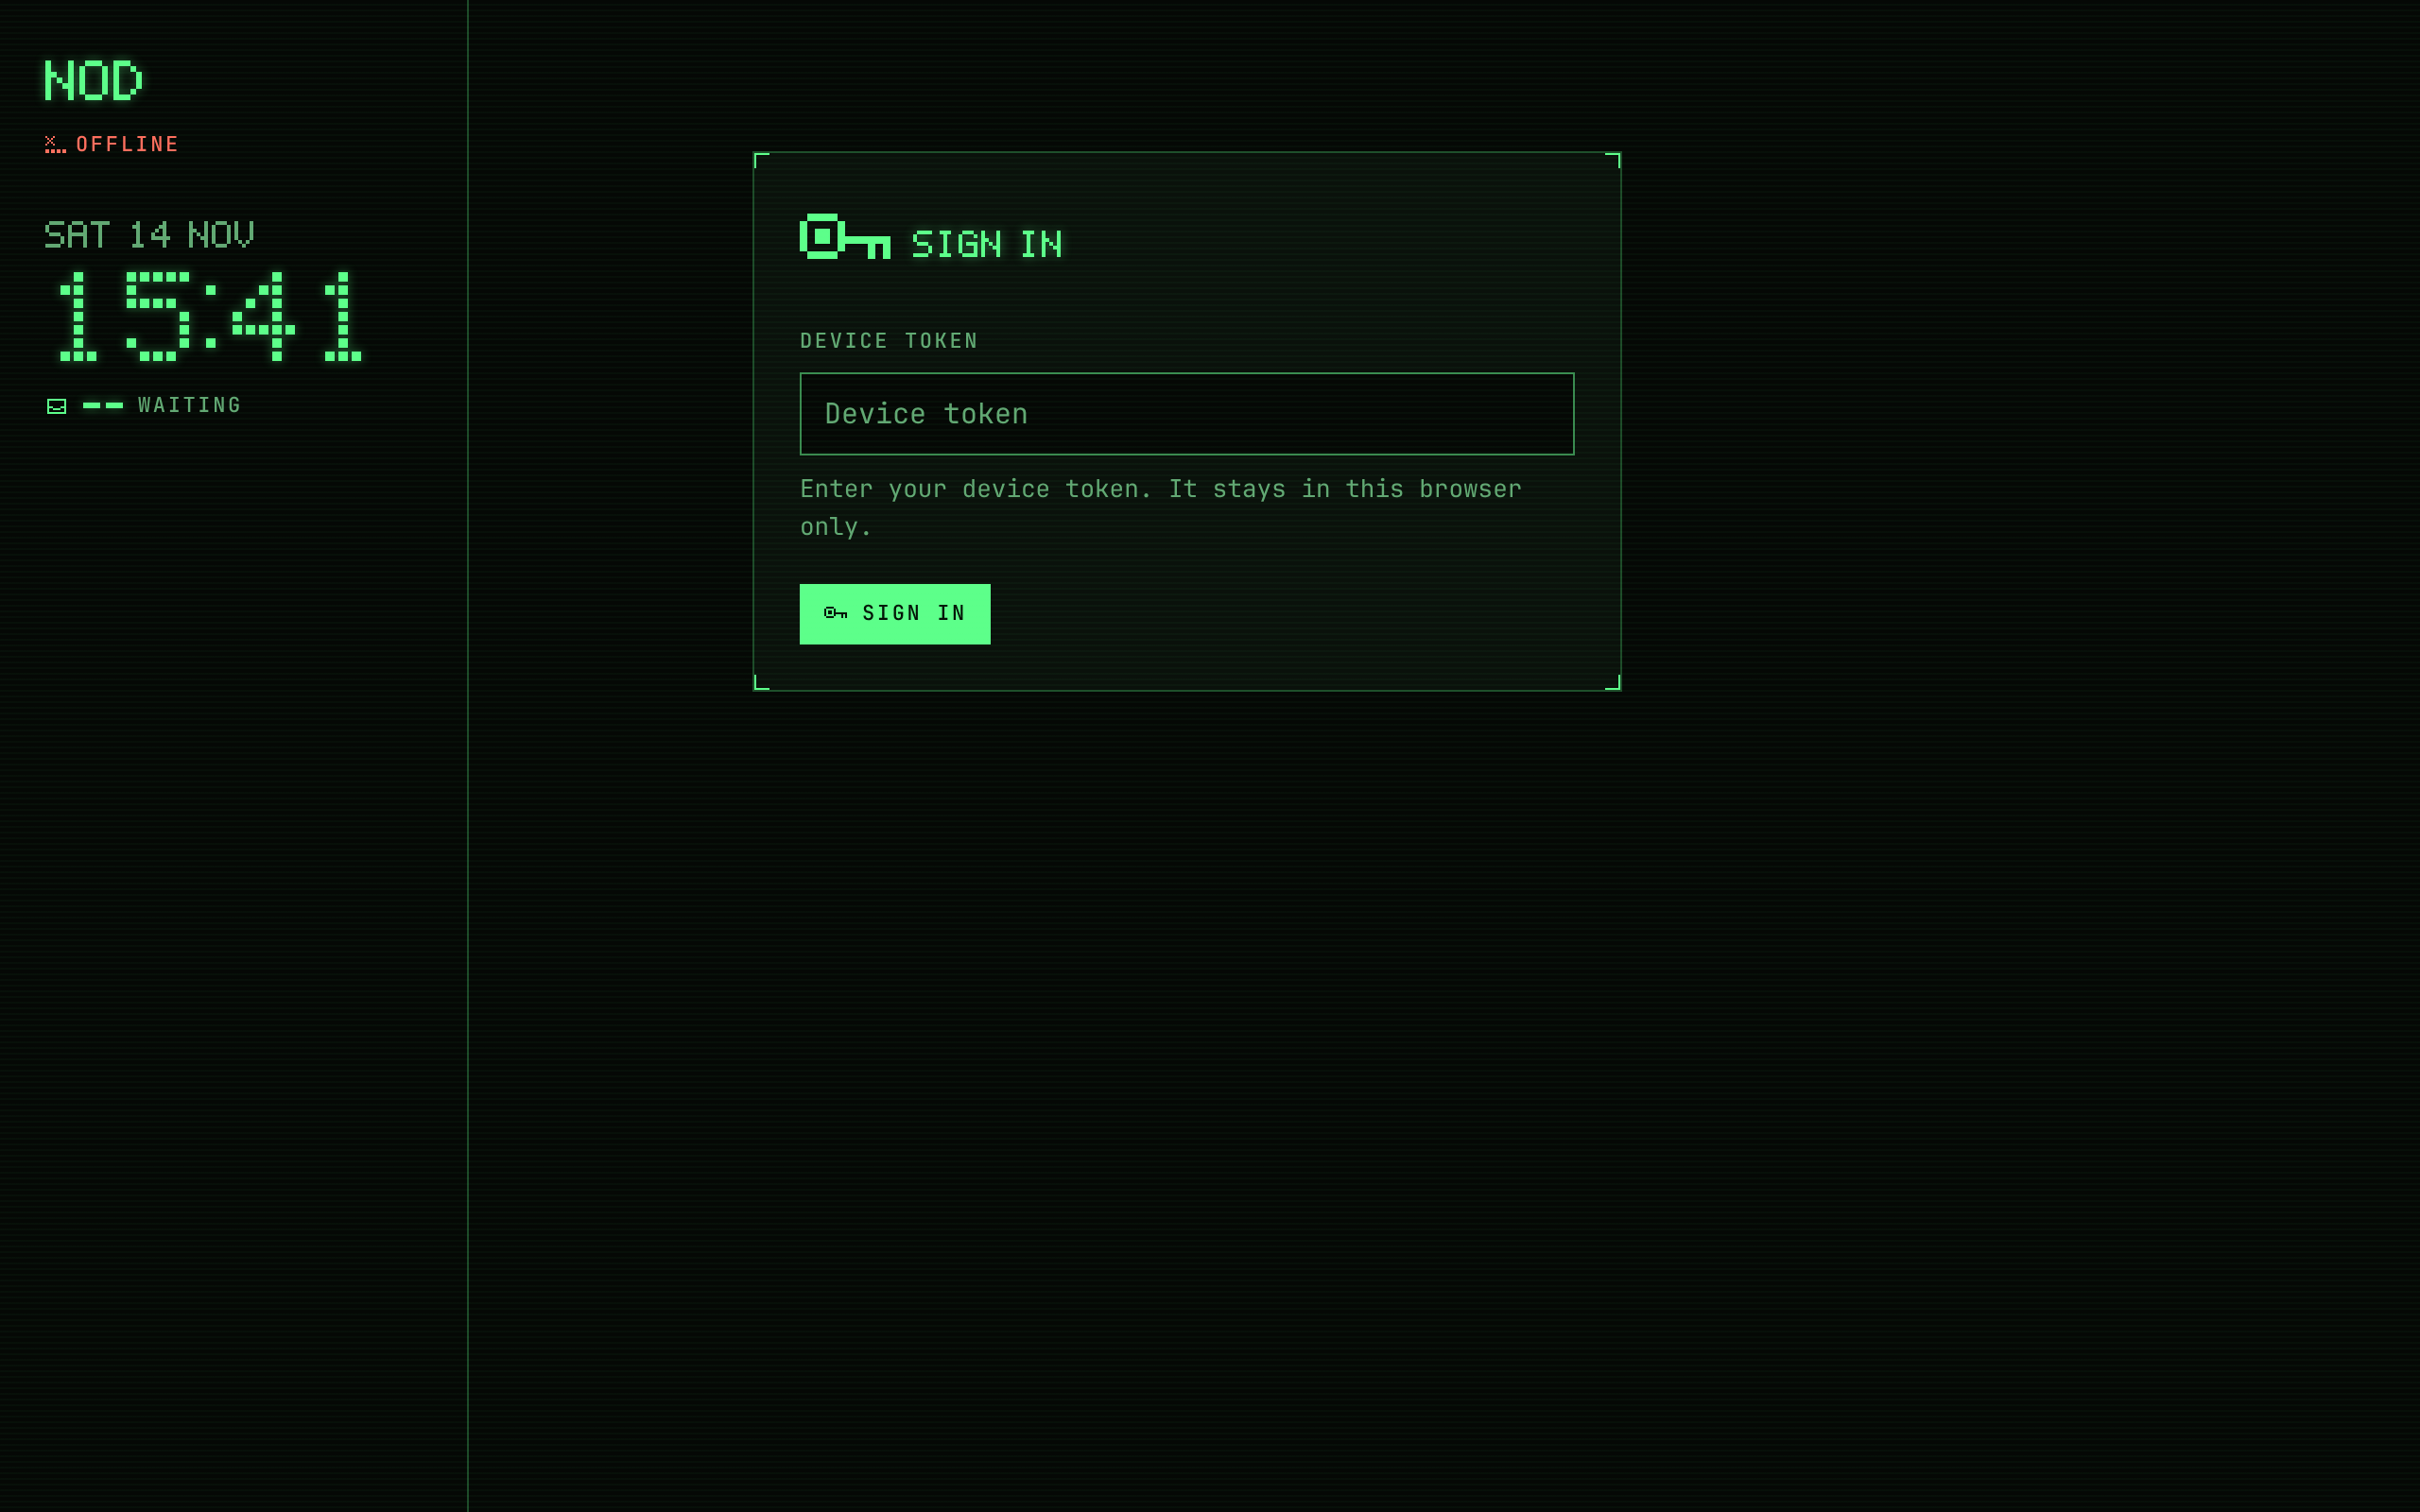 NOD
OFFLINE
SAT 14 NOV
15:41
-- WAITING
SIGN IN
DEVICE TOKEN
Device token
Enter your device token. It stays in this browser
only.
SIGN IN